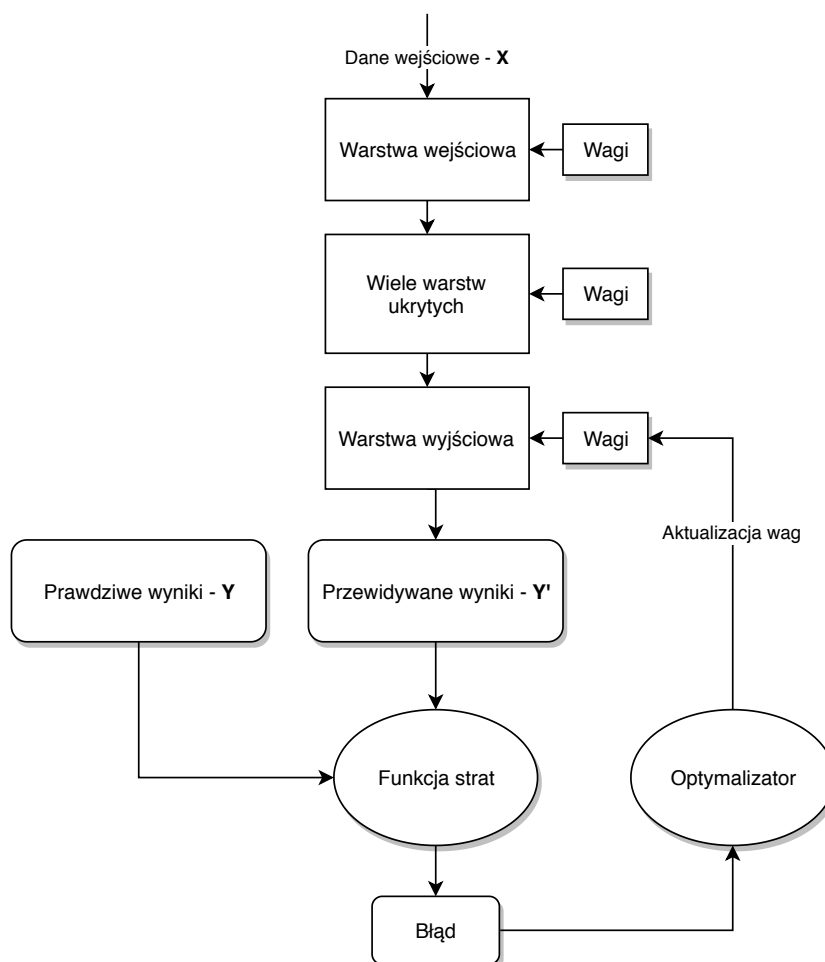 Dane wejściowe - X
Warstwa wejściowa
Wagi
Wiele warstw
ukrytych
Wagi
Warstwa wyjściowa
Wagi
Aktualizacja wag
Prawdziwe wyniki - Y
Przewidywane wyniki - Y'
Funkcja strat
Optymalizator
Błąd